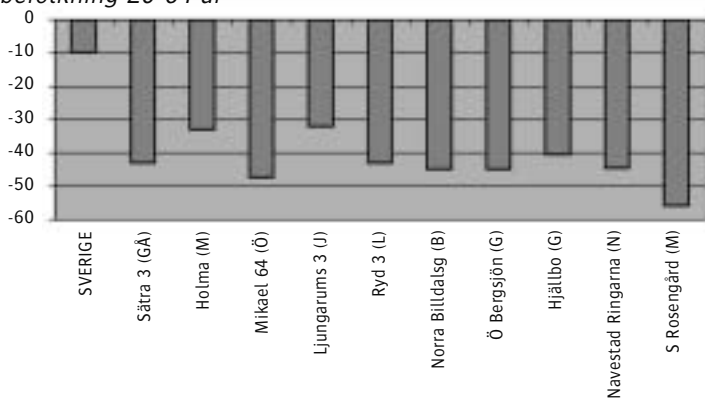 befolkning 20-64 år
0
-10
-20
-30
-40
-50
-60
SVERIGE
Sätra 3 (GÄ)
Holma (M)
Mikael 64 (Ö)
Ljungarums 3 (J)
Ryd 3 (L)
Norra Billdalsg (B)
Ö Bergsjön (G)
Hjällbo (G)
Navestad Ringarna (N)
S Rosengård (M)